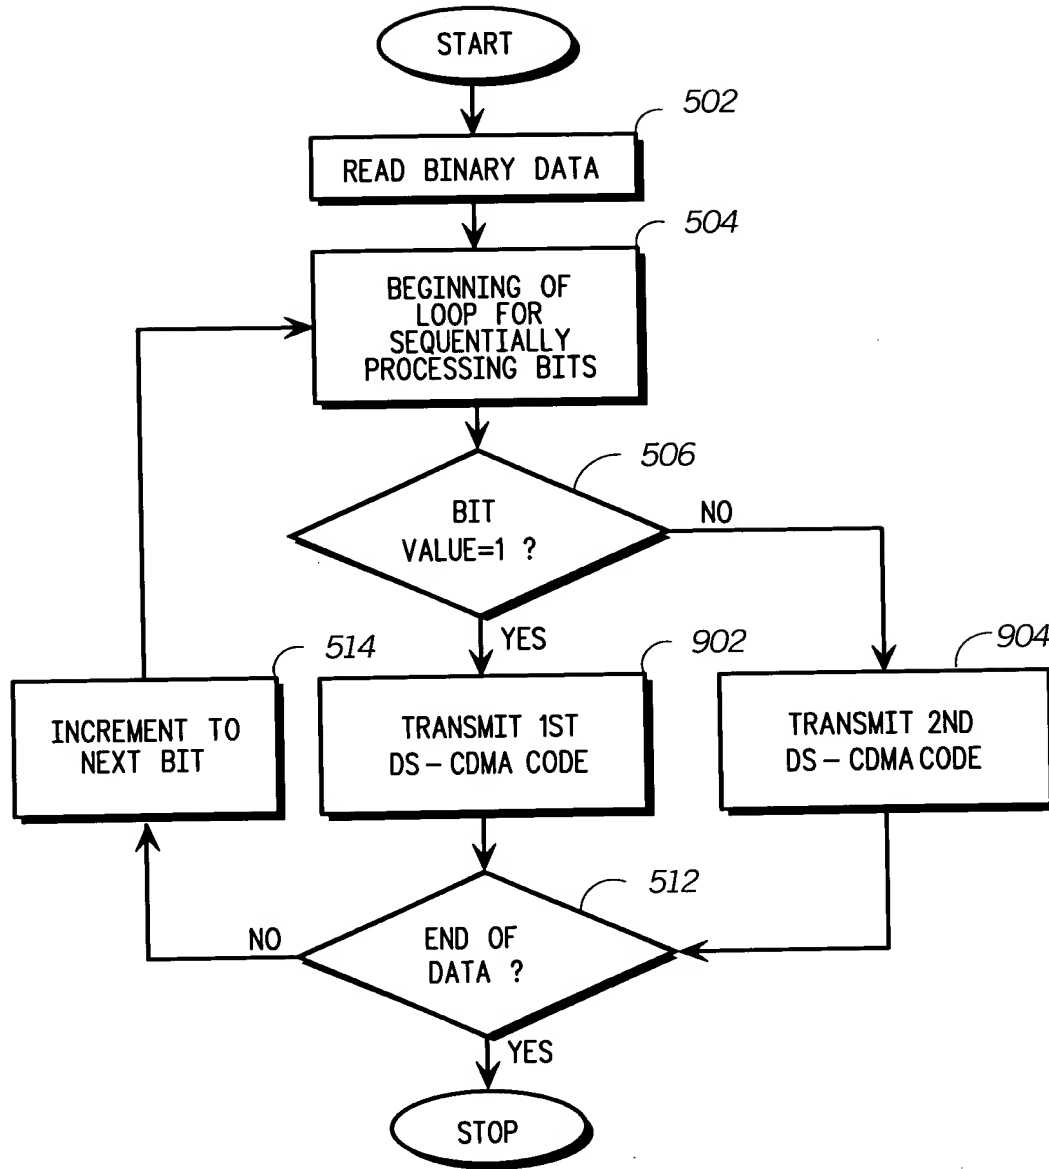 START
502
READ BINARY DATA
504
BEGINNING OF
LOOP FOR
SEQUENTIALLY
PROCESSING BITS
506
BIT
VALUE=1 ?
NO
YES
514
902
904
INCREMENT TO
NEXT BIT
TRANSMIT 1ST
DS-CDMA CODE
TRANSMIT 2ND
DS-CDMA CODE
512
NO
END OF
DATA ?
YES
STOP